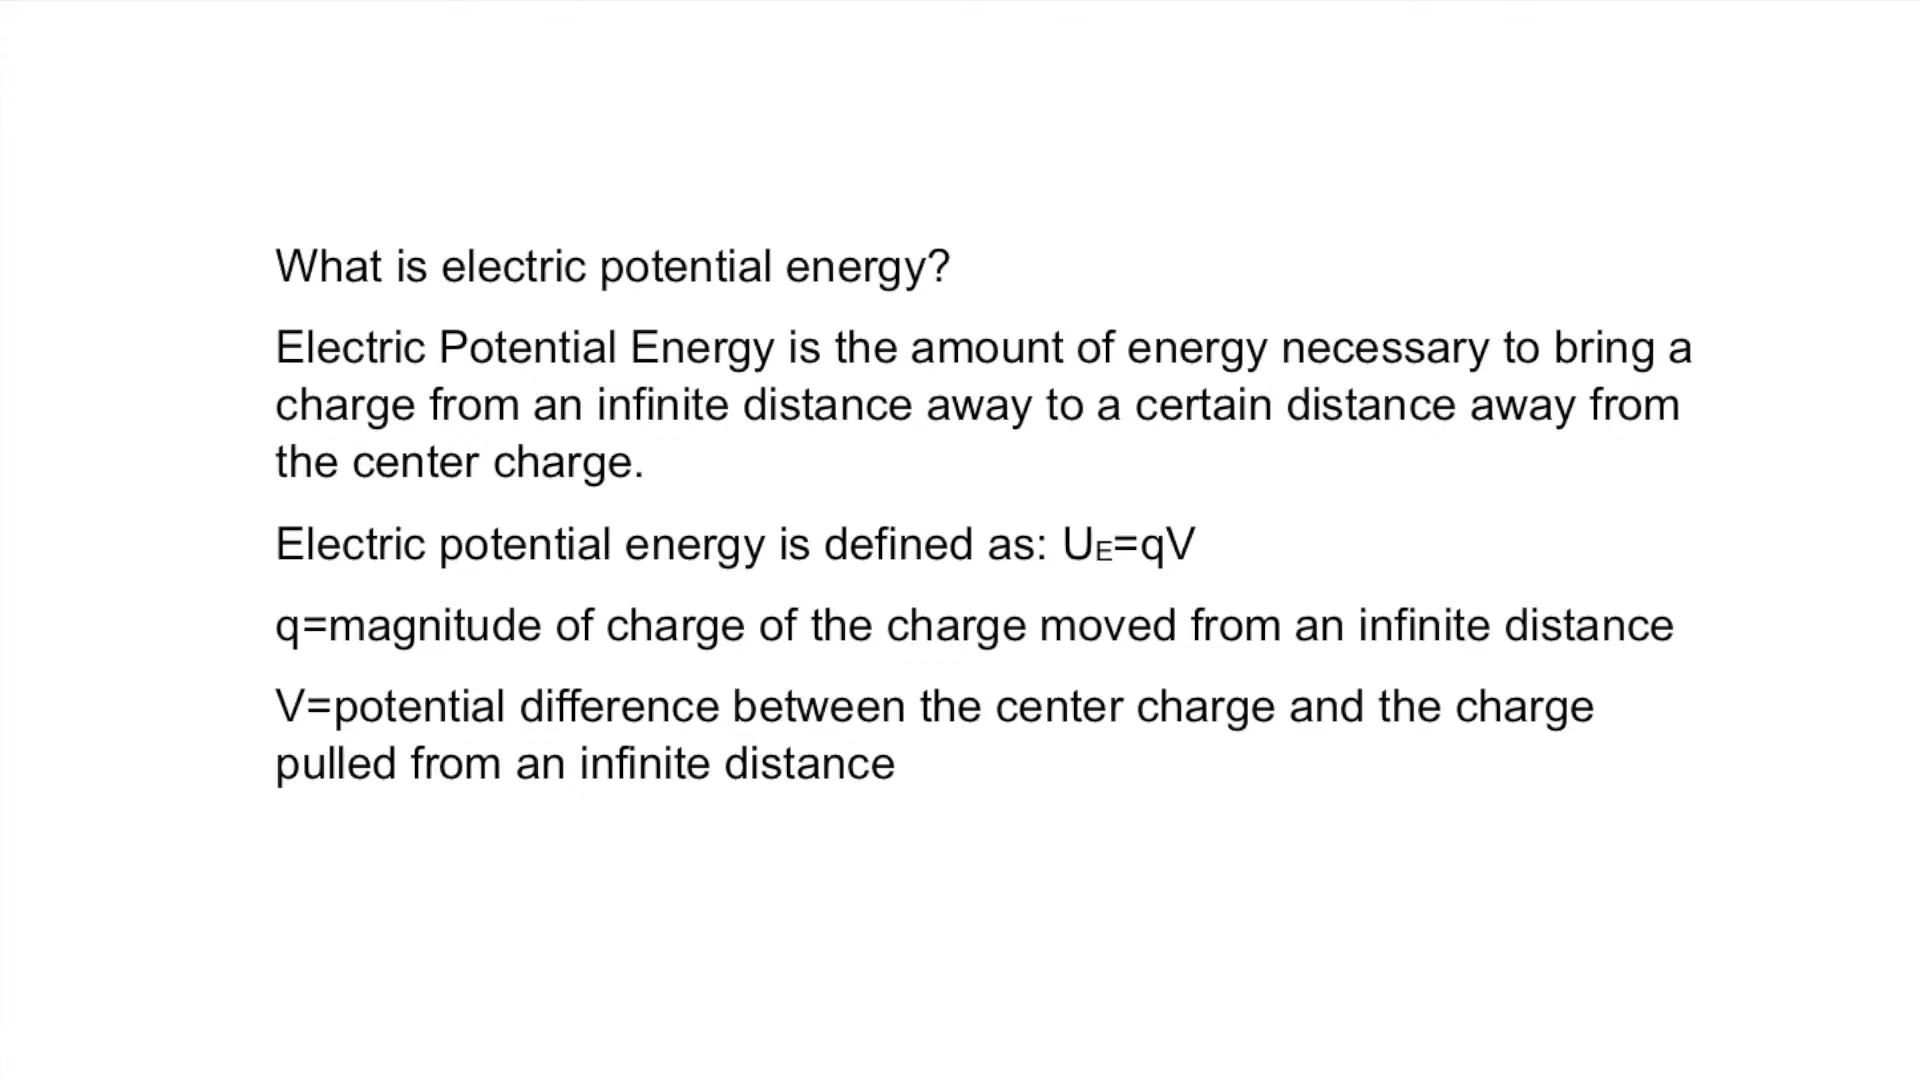 What is electric potential energy?
Electric Potential Energy is the amount of energy necessary to bring a
charge from an infinite distance away to a certain distance away from
the center charge.
Electric potential energy is defined as: UE=qV
q=magnitude of charge of the charge moved from an infinite distance
V=potential difference between the center charge and the charge
pulled from an infinite distance